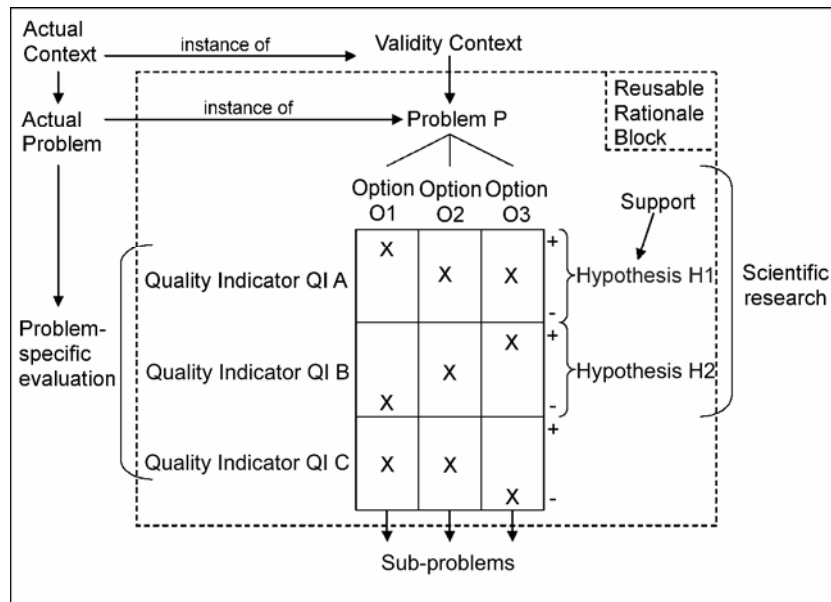 Actual
Context
instance of
Validity Context
Reusable
Rationale
Block
Actual
Problem
instance of
Problem P
Option
O1
Option
O2
Option
O3
Support
X
+
Quality Indicator QI A
X
X
Hypothesis H1
-
Scientific
research
Problem-
specific
evaluation
X
+
Quality Indicator QI B
X
Hypothesis H2
X
-
+
Quality Indicator QI C
X
X
X
-
Sub-problems